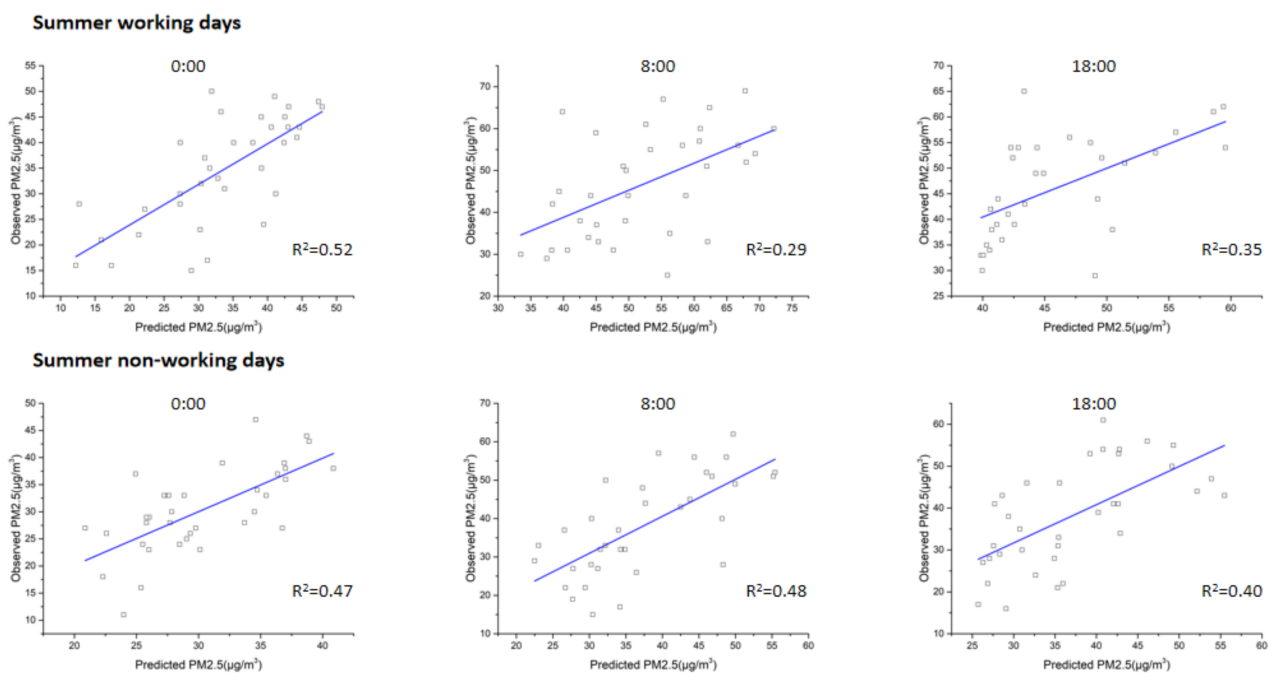 Summer working days
0:00
8:00
18:00
55
50
45
40
35
30
25
20
15
10
Observed PM2.5(µg/m³)
R²=0.52
10 15 20 25 30 35 40 45 50
Predicted PM2.5(µg/m³)
70
60
50
40
30
20
Observed PM2.5(µg/m³)
R²=0.29
30 35 40 45 50 55 60 65 70 75
Predicted PM2.5(µg/m³)
70
65
60
55
50
45
40
35
30
25
Observed PM2.5(µg/m³)
R²=0.35
40 45 50 55 60
Predicted PM2.5(µg/m³)
Summer non-working days
0:00
8:00
18:00
50
45
40
35
30
25
20
15
10
Observed PM2.5(µg/m³)
R²=0.47
20 25 30 35 40
Predicted PM2.5(µg/m³)
70
60
50
40
30
20
10
Observed PM2.5(µg/m³)
R²=0.48
20 25 30 35 40 45 50 55 60
Predicted PM2.5(µg/m³)
60
50
40
30
20
10
Observed PM2.5(µg/m³)
R²=0.40
25 30 35 40 45 50 55 60
Predicted PM2.5(µg/m³)